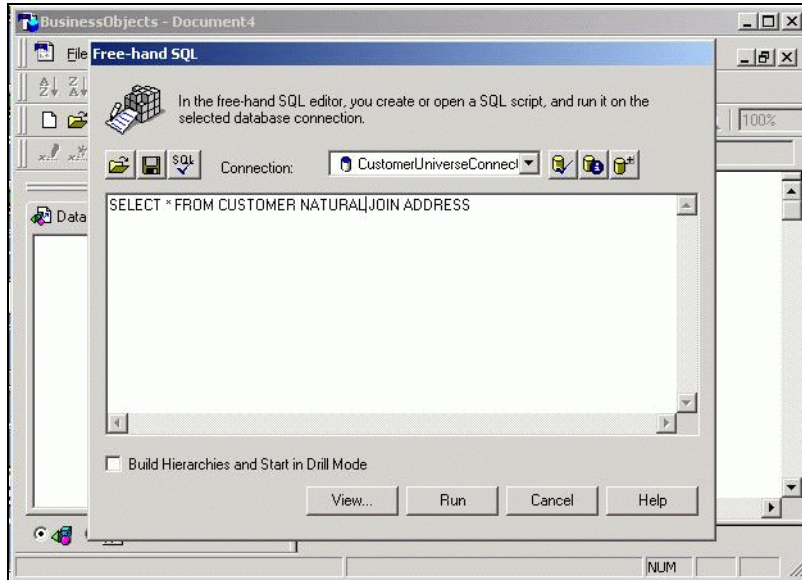 BusinessObjects - Document4
File
Free-hand SQL
In the free-hand SQL editor, you create or open a SQL script, and run it on the
selected database connection.
100%
SQL
Connection:
CustomerUniverseConnect
SELECT * FROM CUSTOMER NATURAL JOIN ADDRESS
Data
Build Hierarchies and Start in Drill Mode
View...
Run
Cancel
Help
NUM